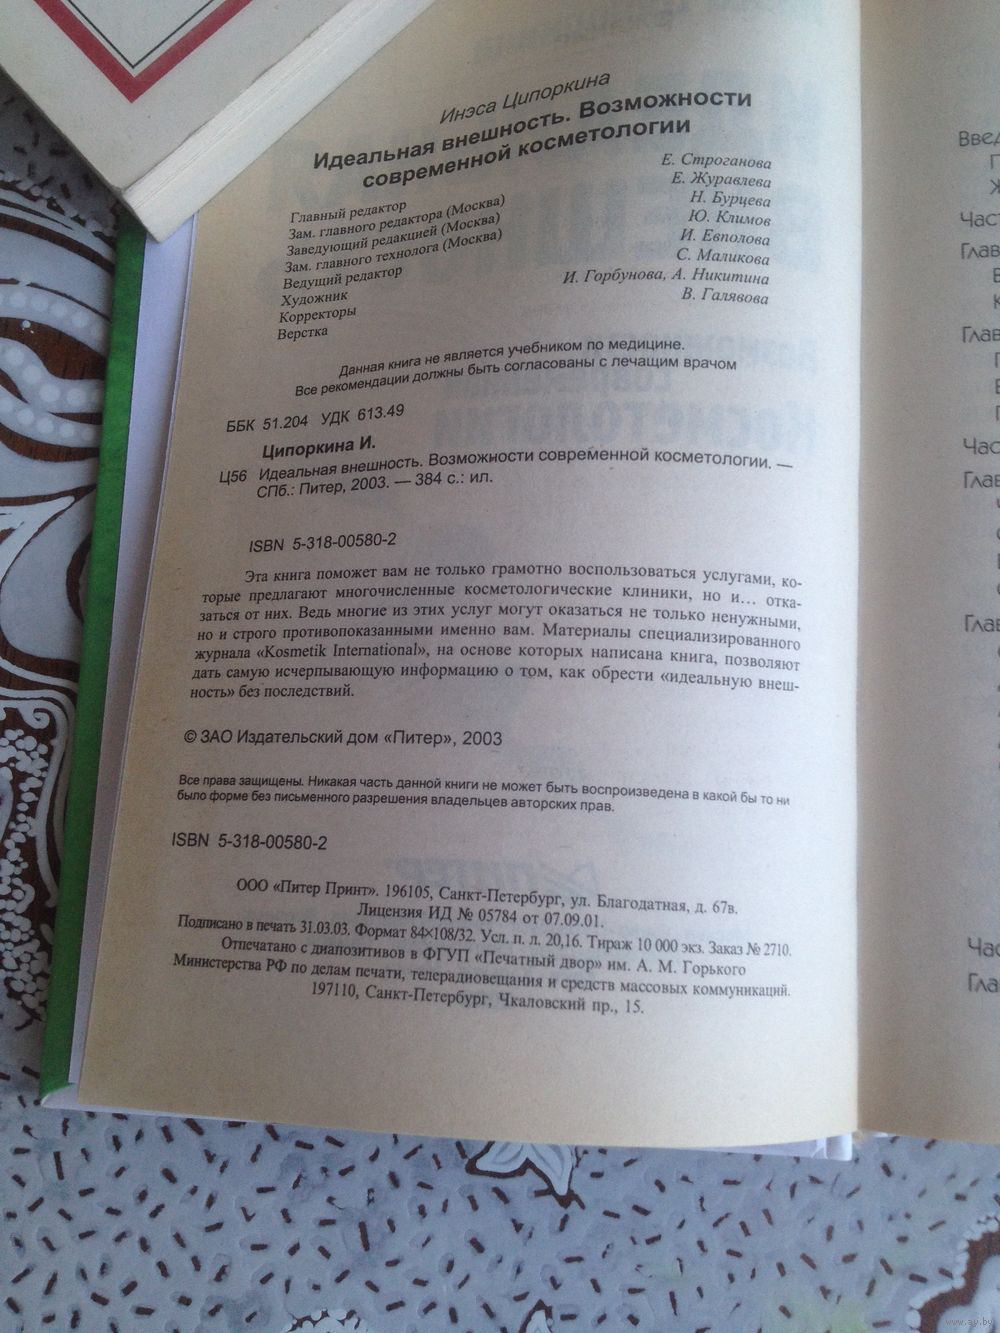 Инэса Ципоркина
Идеальная внешность. Возможности
современной косметологии
Главный редактор Е. Строганова
Зам. главного редактора (Москва) Е. Журавлева
Заведующий редакцией (Москва) Н. Бурцева
Зам. главного технолога (Москва) Ю. Климов
Ведущий редактор И. Евполова
Художник С. Маликова
Корректоры И. Горбунова, А. Никитина
Верстка В. Галявова
Данная книга не является учебником по медицине.
Все рекомендации должны быть согласованы с лечащим врачом
ББК 51.204 УДК 613.49
Ципоркина И.
Ц56 Идеальная внешность. Возможности современной косметологии. —
СПб.: Питер, 2003. — 384 с.: ил.
ISBN 5-318-00580-2
Эта книга поможет вам не только грамотно воспользоваться услугами, ко-
торые предлагают многочисленные косметологические клиники, но и... отка-
заться от них. Ведь многие из этих услуг могут оказаться не только ненужными,
но и строго противопоказанными именно вам. Материалы специализированного
журнала «Kosmetik International», на основе которых написана книга, позволяют
дать самую исчерпывающую информацию о том, как обрести «идеальную внеш-
ность» без последствий.
© ЗАО Издательский дом «Питер», 2003
Все права защищены. Никакая часть данной книги не может быть воспроизведена в какой бы то ни
было форме без письменного разрешения владельцев авторских прав.
ISBN 5-318-00580-2
ООО «Питер Принт». 196105, Санкт-Петербург, ул. Благодатная, д. 67в.
Лицензия ИД № 05784 от 07.09.01.
Подписано в печать 31.03.03. Формат 84×108/32. Усл. п. л. 20,16. Тираж 10 000 экз. Заказ № 2710.
Отпечатано с диапозитивов в ФГУП «Печатный двор» им. А. М. Горького
Министерства РФ по делам печати, телерадиовещания и средств массовых коммуникаций.
197110, Санкт-Петербург, Чкаловский пр., 15.
www.ay.by